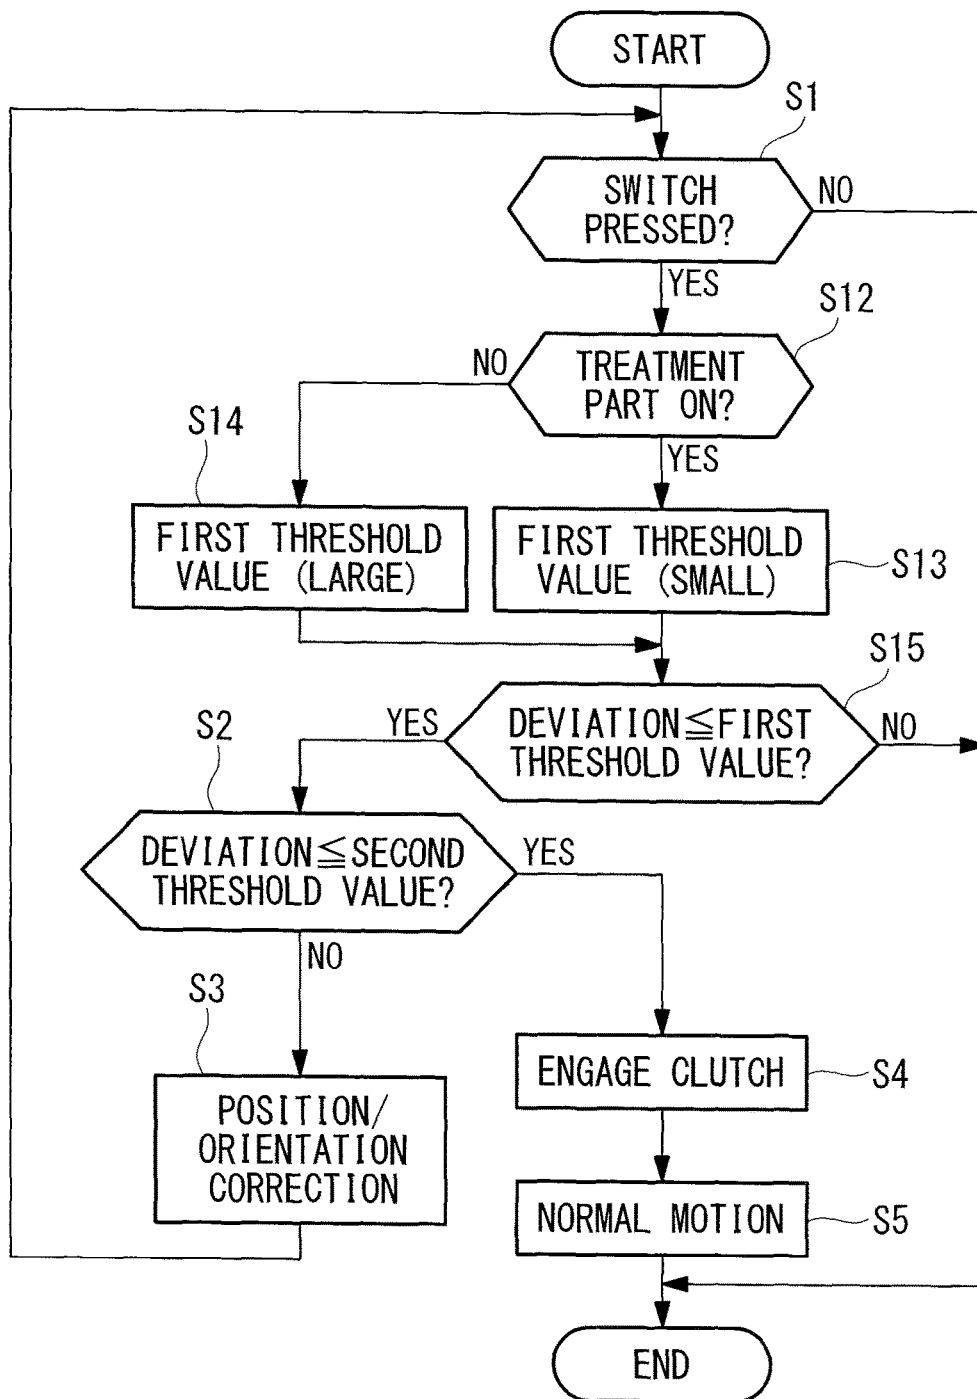 START
S1
SWITCH
PRESSED?
NO
YES
S12
TREATMENT
PART ON?
NO
YES
S14
FIRST THRESHOLD
VALUE (LARGE)
FIRST THRESHOLD
VALUE (SMALL)
S13
S15
DEVIATION≦FIRST
THRESHOLD VALUE?
YES
NO
S2
DEVIATION≦SECOND
THRESHOLD VALUE?
YES
NO
S3
POSITION/
ORIENTATION
CORRECTION
ENGAGE CLUTCH
S4
NORMAL MOTION
S5
END